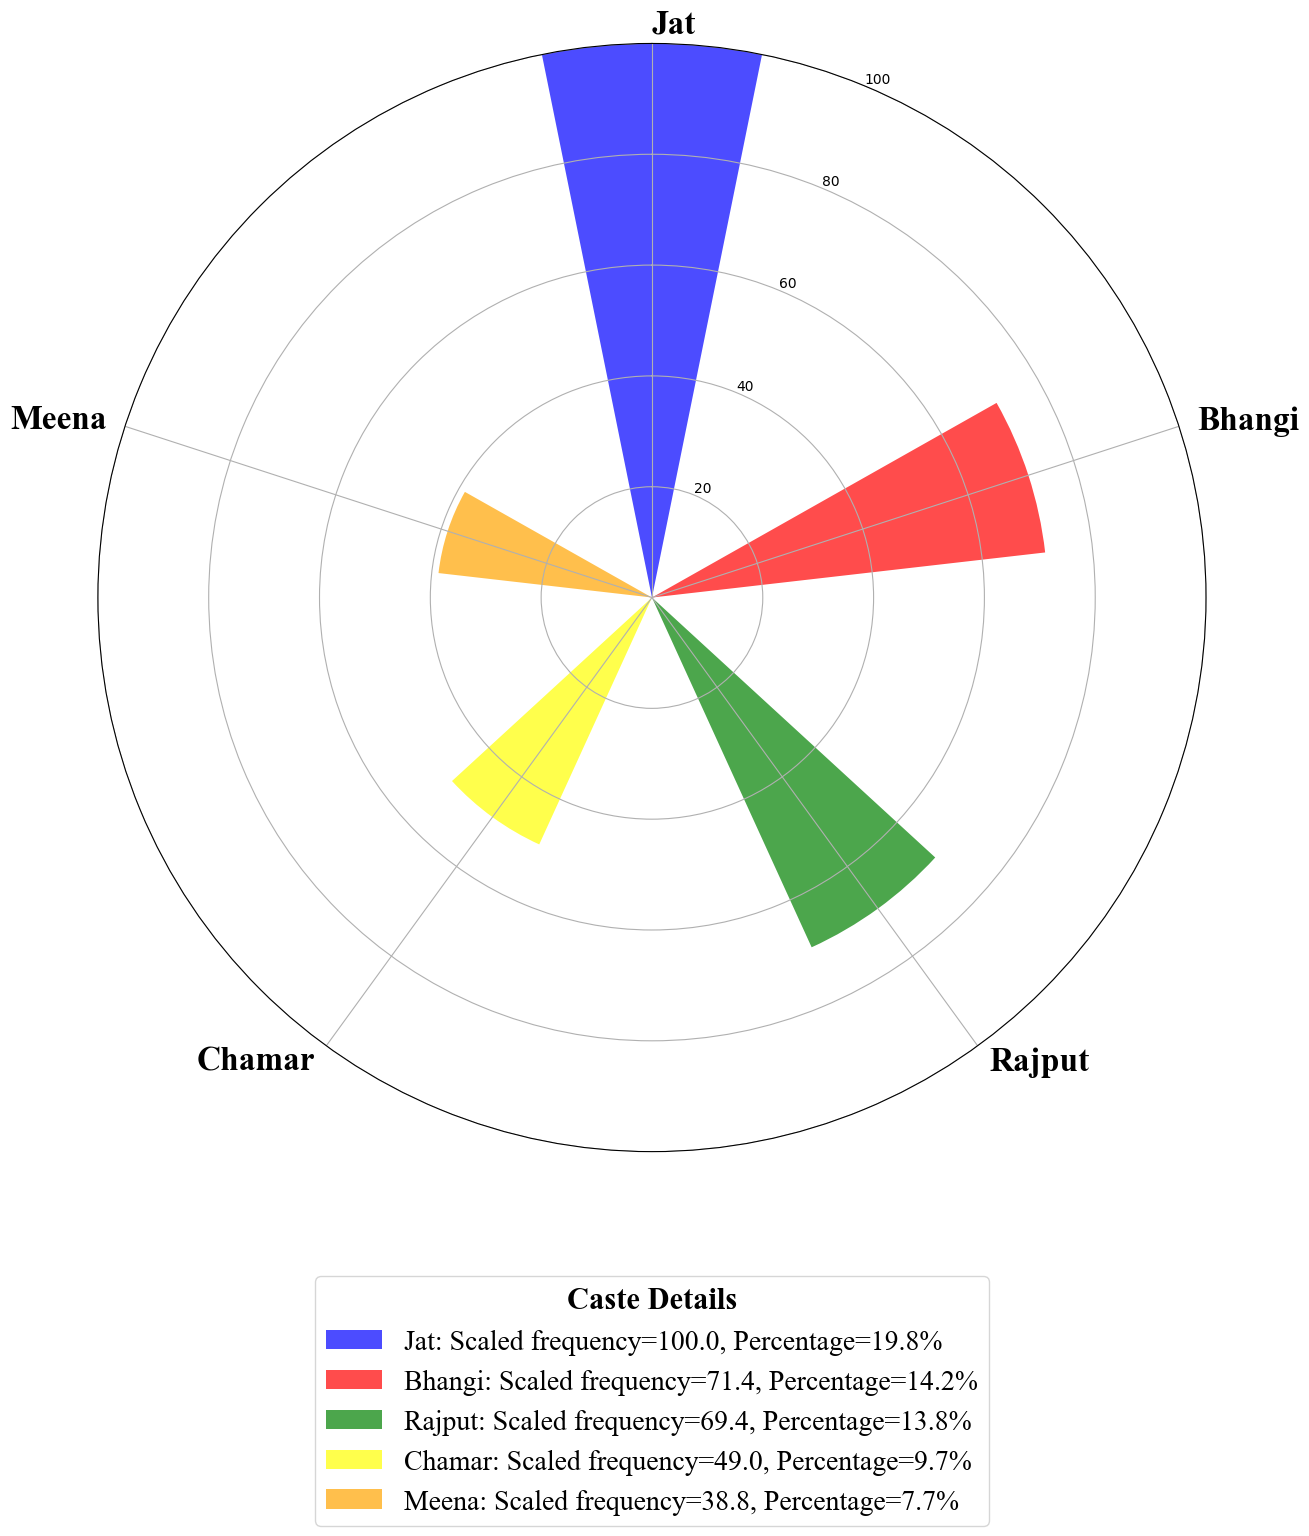 Jat
100
80
60
Meena
Bhangi
40
20
Chamar
Rajput
Caste Details
Jat: Scaled frequency=100.0, Percentage=19.8%
Bhangi: Scaled frequency=71.4, Percentage=14.2%
Rajput: Scaled frequency=69.4, Percentage=13.8%
Chamar: Scaled frequency=49.0, Percentage=9.7%
Meena: Scaled frequency=38.8, Percentage=7.7%